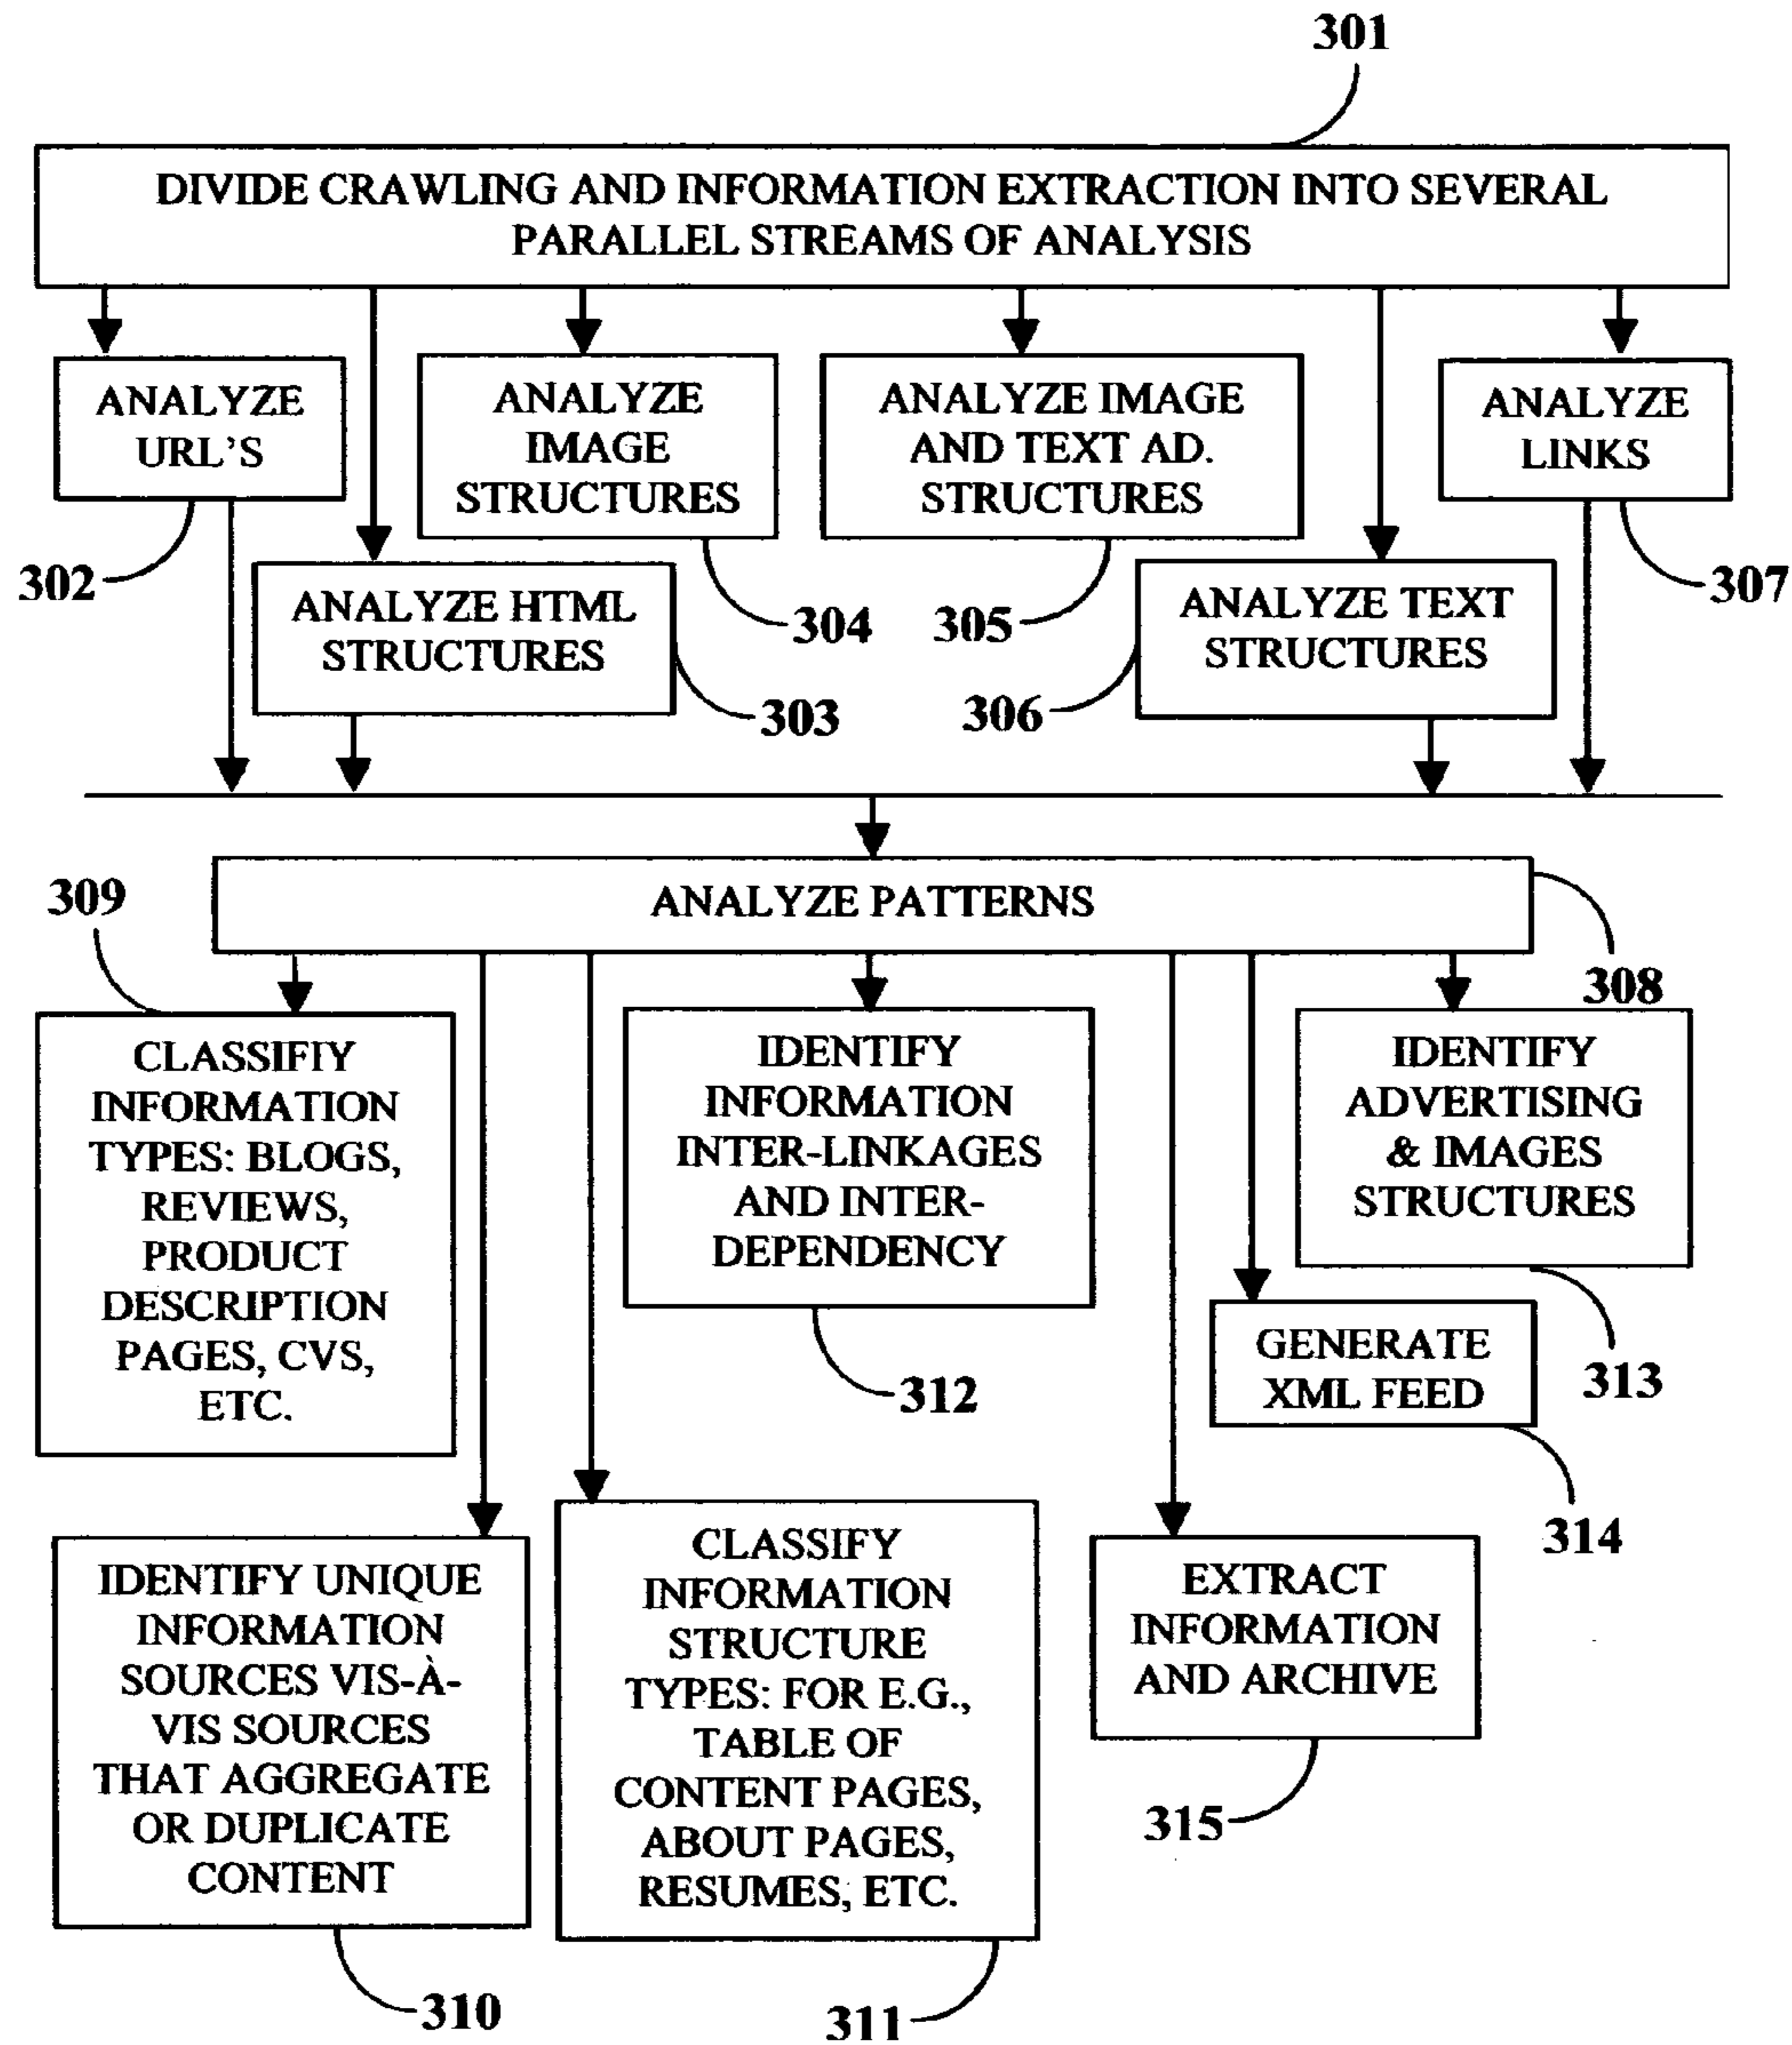 301
DIVIDE CRAWLING AND INFORMATION EXTRACTION INTO SEVERAL
PARALLEL STREAMS OF ANALYSIS
ANALYZE
URL'S
302
ANALYZE HTML
STRUCTURES
303
ANALYZE
IMAGE
STRUCTURES
304
ANALYZE IMAGE
AND TEXT AD.
STRUCTURES
305
ANALYZE TEXT
STRUCTURES
306
ANALYZE
LINKS
307
ANALYZE PATTERNS
308
309
CLASSIFIY
INFORMATION
TYPES: BLOGS,
REVIEWS,
PRODUCT
DESCRIPTION
PAGES, CVS,
ETC.
IDENTIFY
INFORMATION
INTER-LINKAGES
AND INTER-
DEPENDENCY
312
IDENTIFY
ADVERTISING
& IMAGES
STRUCTURES
313
GENERATE
XML FEED
314
IDENTIFY UNIQUE
INFORMATION
SOURCES VIS-À-
VIS SOURCES
THAT AGGREGATE
OR DUPLICATE
CONTENT
310
CLASSIFY
INFORMATION
STRUCTURE
TYPES: FOR E.G.,
TABLE OF
CONTENT PAGES,
ABOUT PAGES,
RESUMES, ETC.
311
EXTRACT
INFORMATION
AND ARCHIVE
315